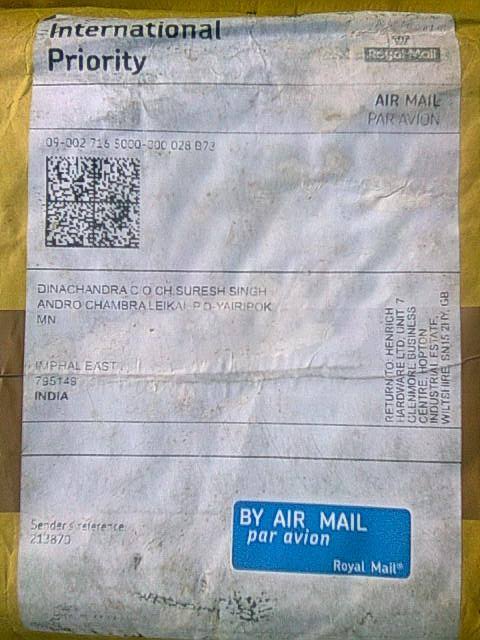 International
Priority
Royal Mail
AIR MAIL
PAR AVION
09-002 716 5000-000 028 B73
DINACHANDRA C O CH.SURESH SINGH
ANDRO CHAMBRA LEIKAI P O-YAIRIPOK
MN
IMPHAL EAST
795149
INDIA
RETURN TO: HENRICH
HARDWARE LTD, UNIT 7
GLENMORE BUSINESS
CENTRE,
INDUSTRIAL ESTATE,
WILTSHIRE, SN15 2JY, GB
Sender's reference
213870
BY AIR MAIL
par avion
Royal Mail®